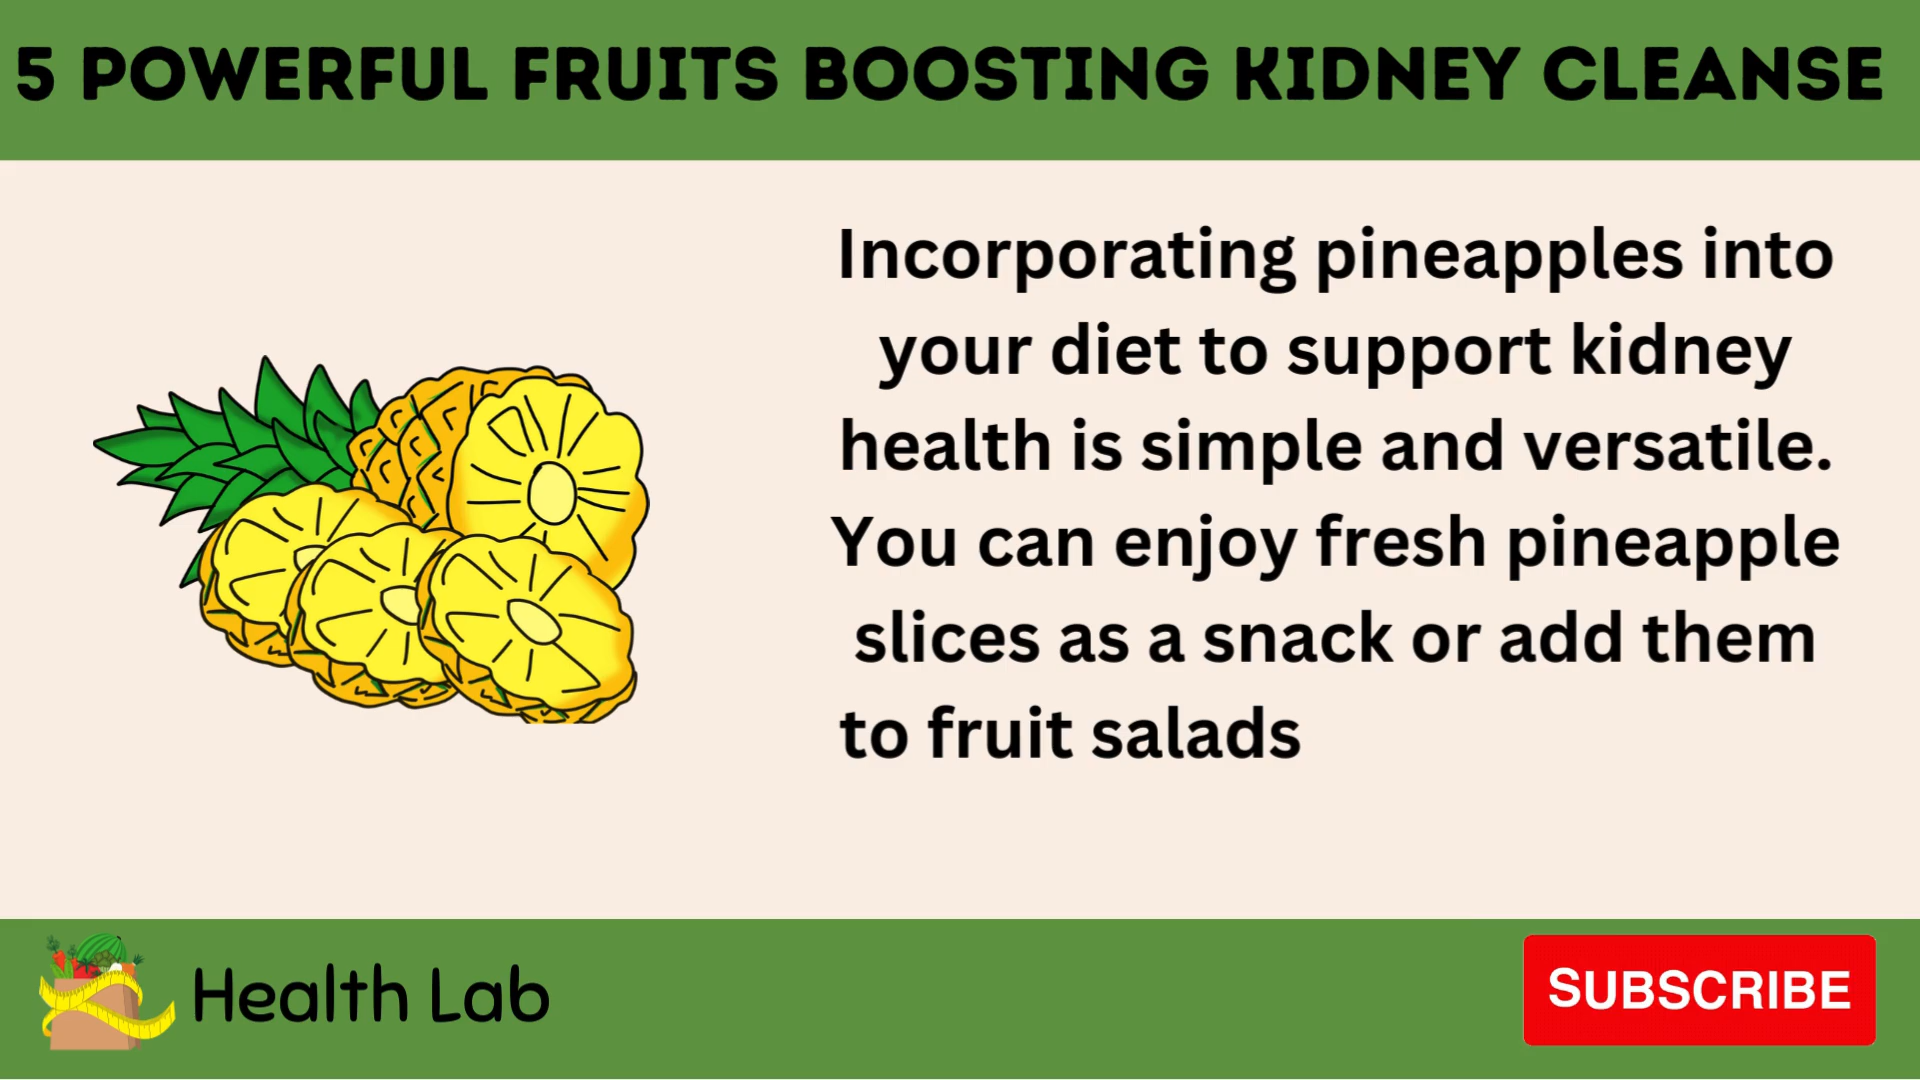 5 POWERFUL FRUITS BOOSTING KIDNEY CLEANSE
Incorporating pineapples into
your diet to support kidney
health is simple and versatile.
You can enjoy fresh pineapple
slices as a snack or add them
to fruit salads
Health Lab
SUBSCRIBE